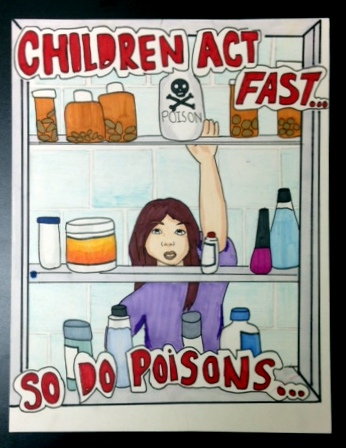 CHILDREN ACT
FAST...
POISON
SO DO POISONS...